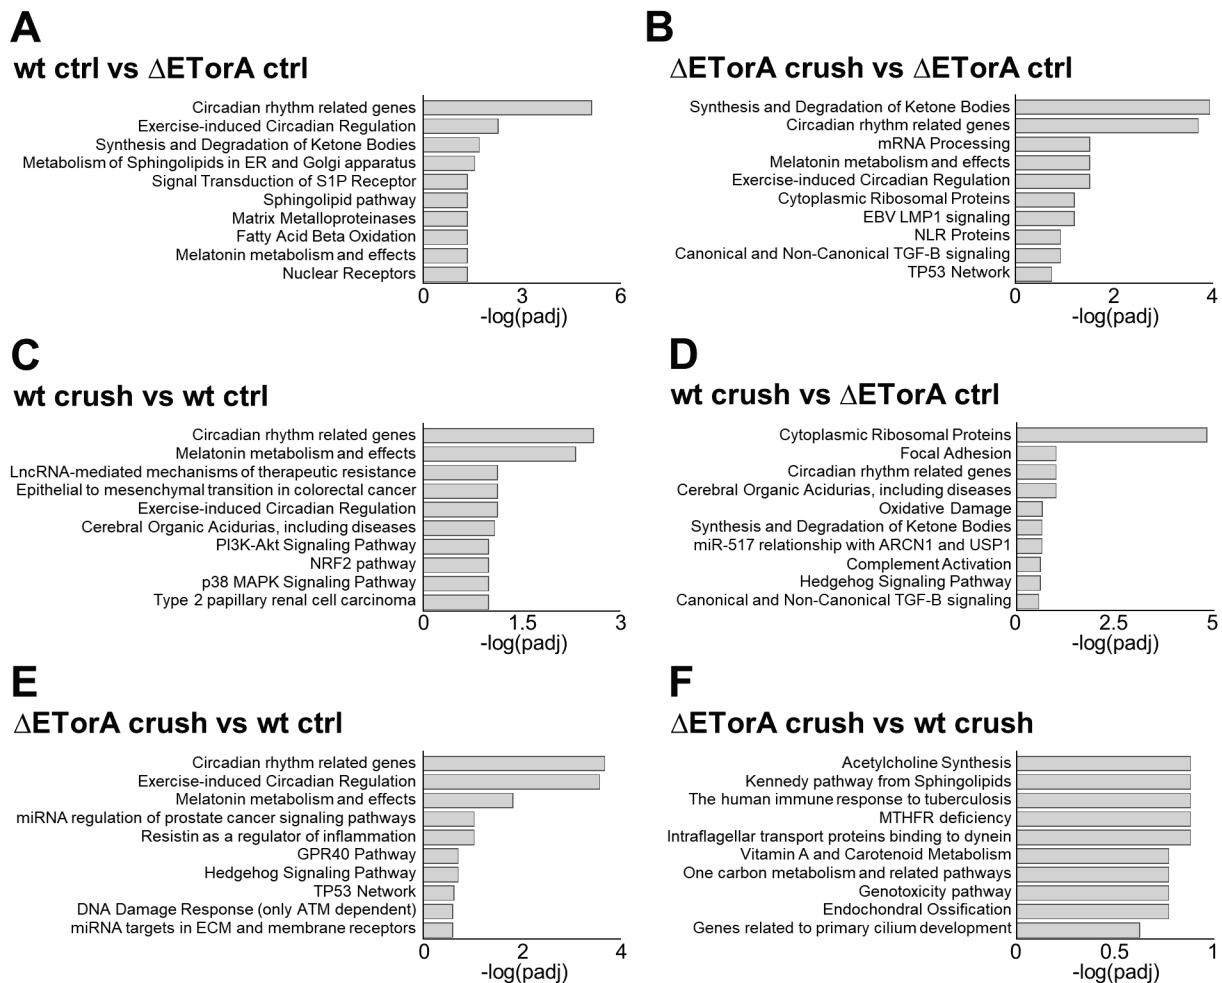 A
wt ctrl vs ΔETorA ctrl
Circadian rhythm related genes
Exercise-induced Circadian Regulation
Synthesis and Degradation of Ketone Bodies
Metabolism of Sphingolipids in ER and Golgi apparatus
Signal Transduction of S1P Receptor
Sphingolipid pathway
Matrix Metalloproteinases
Fatty Acid Beta Oxidation
Melatonin metabolism and effects
Nuclear Receptors
0 3 6
-log(padj)
B
ΔETorA crush vs ΔETorA ctrl
Synthesis and Degradation of Ketone Bodies
Circadian rhythm related genes
mRNA Processing
Melatonin metabolism and effects
Exercise-induced Circadian Regulation
Cytoplasmic Ribosomal Proteins
EBV LMP1 signaling
NLR Proteins
Canonical and Non-Canonical TGF-B signaling
TP53 Network
0 2 4
-log(padj)
C
wt crush vs wt ctrl
Circadian rhythm related genes
Melatonin metabolism and effects
LncRNA-mediated mechanisms of therapeutic resistance
Epithelial to mesenchymal transition in colorectal cancer
Exercise-induced Circadian Regulation
Cerebral Organic Acidurias, including diseases
PI3K-Akt Signaling Pathway
NRF2 pathway
p38 MAPK Signaling Pathway
Type 2 papillary renal cell carcinoma
0 1.5 3
-log(padj)
D
wt crush vs ΔETorA ctrl
Cytoplasmic Ribosomal Proteins
Focal Adhesion
Circadian rhythm related genes
Cerebral Organic Acidurias, including diseases
Oxidative Damage
Synthesis and Degradation of Ketone Bodies
miR-517 relationship with ARCN1 and USP1
Complement Activation
Hedgehog Signaling Pathway
Canonical and Non-Canonical TGF-B signaling
0 2.5 5
-log(padj)
E
ΔETorA crush vs wt ctrl
Circadian rhythm related genes
Exercise-induced Circadian Regulation
Melatonin metabolism and effects
miRNA regulation of prostate cancer signaling pathways
Resistin as a regulator of inflammation
GPR40 Pathway
Hedgehog Signaling Pathway
TP53 Network
DNA Damage Response (only ATM dependent)
miRNA targets in ECM and membrane receptors
0 2 4
-log(padj)
F
ΔETorA crush vs wt crush
Acetylcholine Synthesis
Kennedy pathway from Sphingolipids
The human immune response to tuberculosis
MTHFR deficiency
Intraflagellar transport proteins binding to dynein
Vitamin A and Carotenoid Metabolism
One carbon metabolism and related pathways
Genotoxicity pathway
Endochondral Ossification
Genes related to primary cilium development
0 0.5 1
-log(padj)